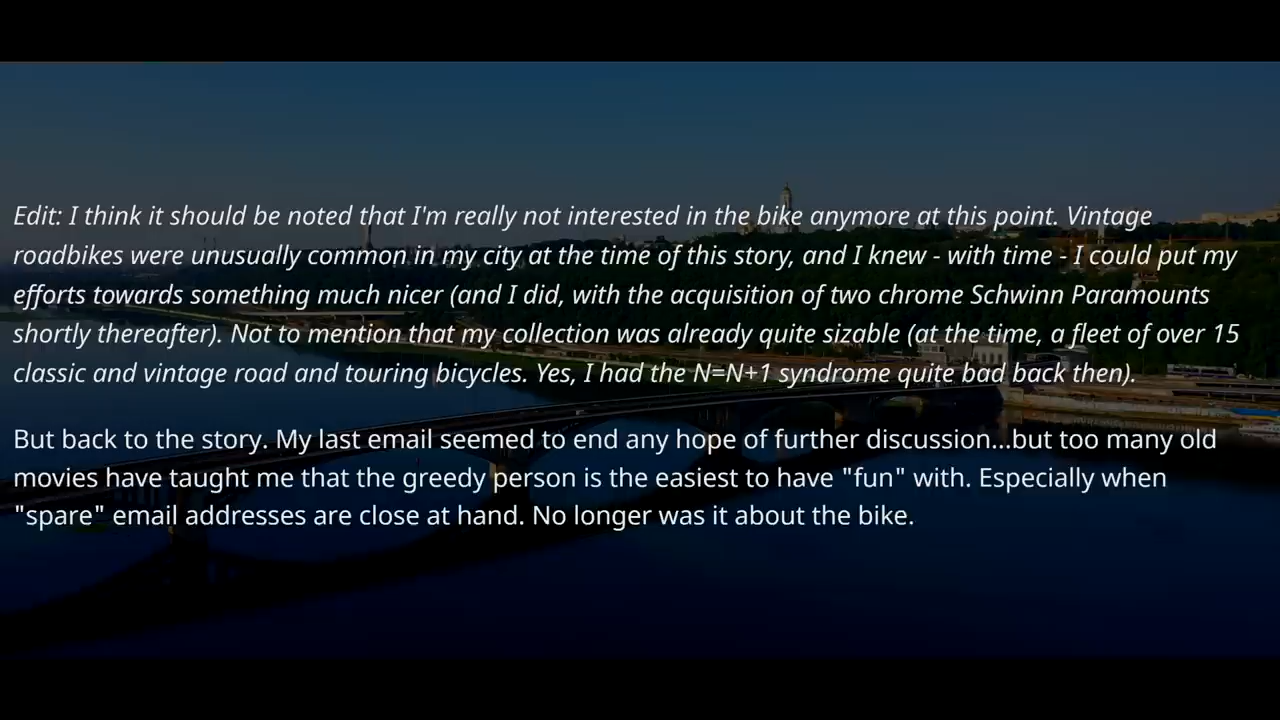 Edit: I think it should be noted that I'm really not interested in the bike anymore at this point. Vintage
roadbikes were unusually common in my city at the time of this story, and I knew - with time - I could put my
efforts towards something much nicer (and I did, with the acquisition of two chrome Schwinn Paramounts
shortly thereafter). Not to mention that my collection was already quite sizable (at the time, a fleet of over 15
classic and vintage road and touring bicycles. Yes, I had the N=N+1 syndrome quite bad back then).
But back to the story. My last email seemed to end any hope of further discussion...but too many old
movies have taught me that the greedy person is the easiest to have "fun" with. Especially when
"spare" email addresses are close at hand. No longer was it about the bike.